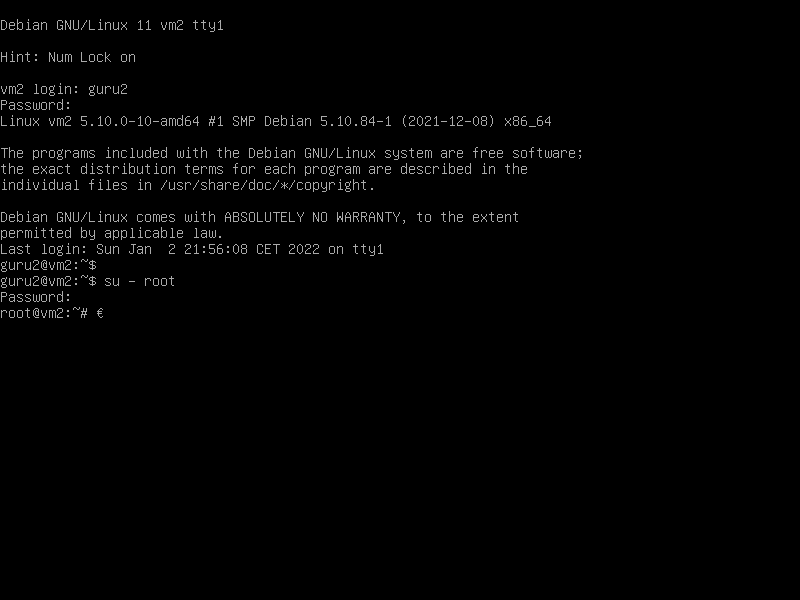 Debian GNU/Linux 11 vm2 tty1
Hint: Num Lock on
vm2 login: guru2
Password:
Linux vm2 5.10.0-10-amd64 #1 SMP Debian 5.10.84-1 (2021-12-08) x86_64
The programs included with the Debian GNU/Linux system are free software;
the exact distribution terms for each program are described in the
individual files in /usr/share/doc/*/copyright.
Debian GNU/Linux comes with ABSOLUTELY NO WARRANTY, to the extent
permitted by applicable law.
Last login: Sun Jan  2 21:56:08 CET 2022 on tty1
guru2@vm2:~$
guru2@vm2:~$ su - root
Password:
root@vm2:~# €